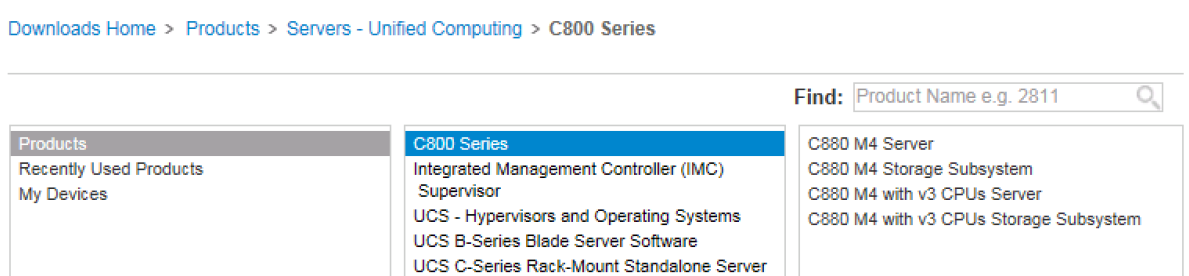 Downloads Home > Products > Servers - Unified Computing > C800 Series
Find: Product Name e.g. 2811
Products
Recently Used Products
My Devices
C800 Series
Integrated Management Controller (IMC)
Supervisor
UCS - Hypervisors and Operating Systems
UCS B-Series Blade Server Software
UCS C-Series Rack-Mount Standalone Server
C880 M4 Server
C880 M4 Storage Subsystem
C880 M4 with v3 CPUs Server
C880 M4 with v3 CPUs Storage Subsystem